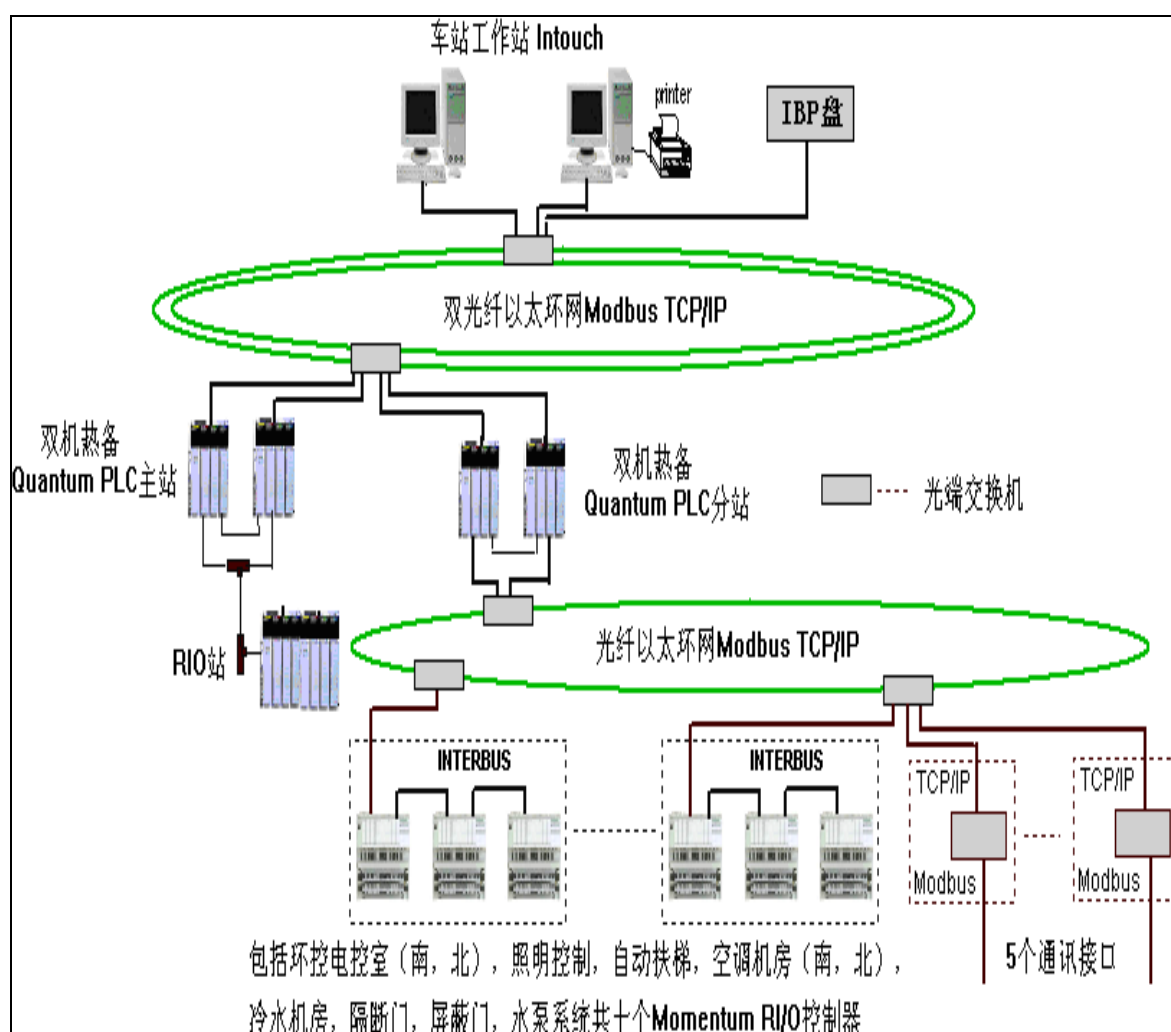 车站工作站 Intouch
printer
IBP盘
双光纤以太环网Modbus TCP/IP
双机热备
Quantum PLC主站
双机热备
Quantum PLC分站
光端交换机
RIO站
光纤以太环网Modbus TCP/IP
INTERBUS
INTERBUS
TCP/IP
Modbus
TCP/IP
Modbus
包括环控电控室（南，北），照明控制，自动扶梯，空调机房（南，北），
冷水机房，隔断门，屏蔽门，水泵系统共十个Momentum RI/O控制器
5个通讯接口